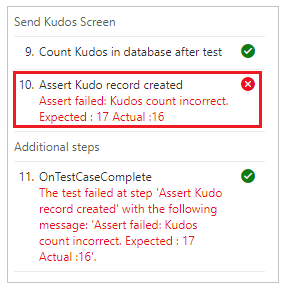 Send Kudos Screen
9. Count Kudos in database after test
10. Assert Kudo record created
Assert failed: Kudos count incorrect.
Expected : 17 Actual :16
Additional steps
11. OnTestCaseComplete
The test failed at step 'Assert Kudo
record created' with the following
message: 'Assert failed: Kudos
count incorrect. Expected : 17
Actual :16'.